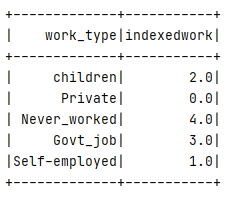 +-------------+-----------+
|    work_type|indexedwork|
+-------------+-----------+
|     children|        2.0|
|      Private|        0.0|
| Never_worked|        4.0|
|     Govt_job|        3.0|
|Self-employed|        1.0|
+-------------+-----------+